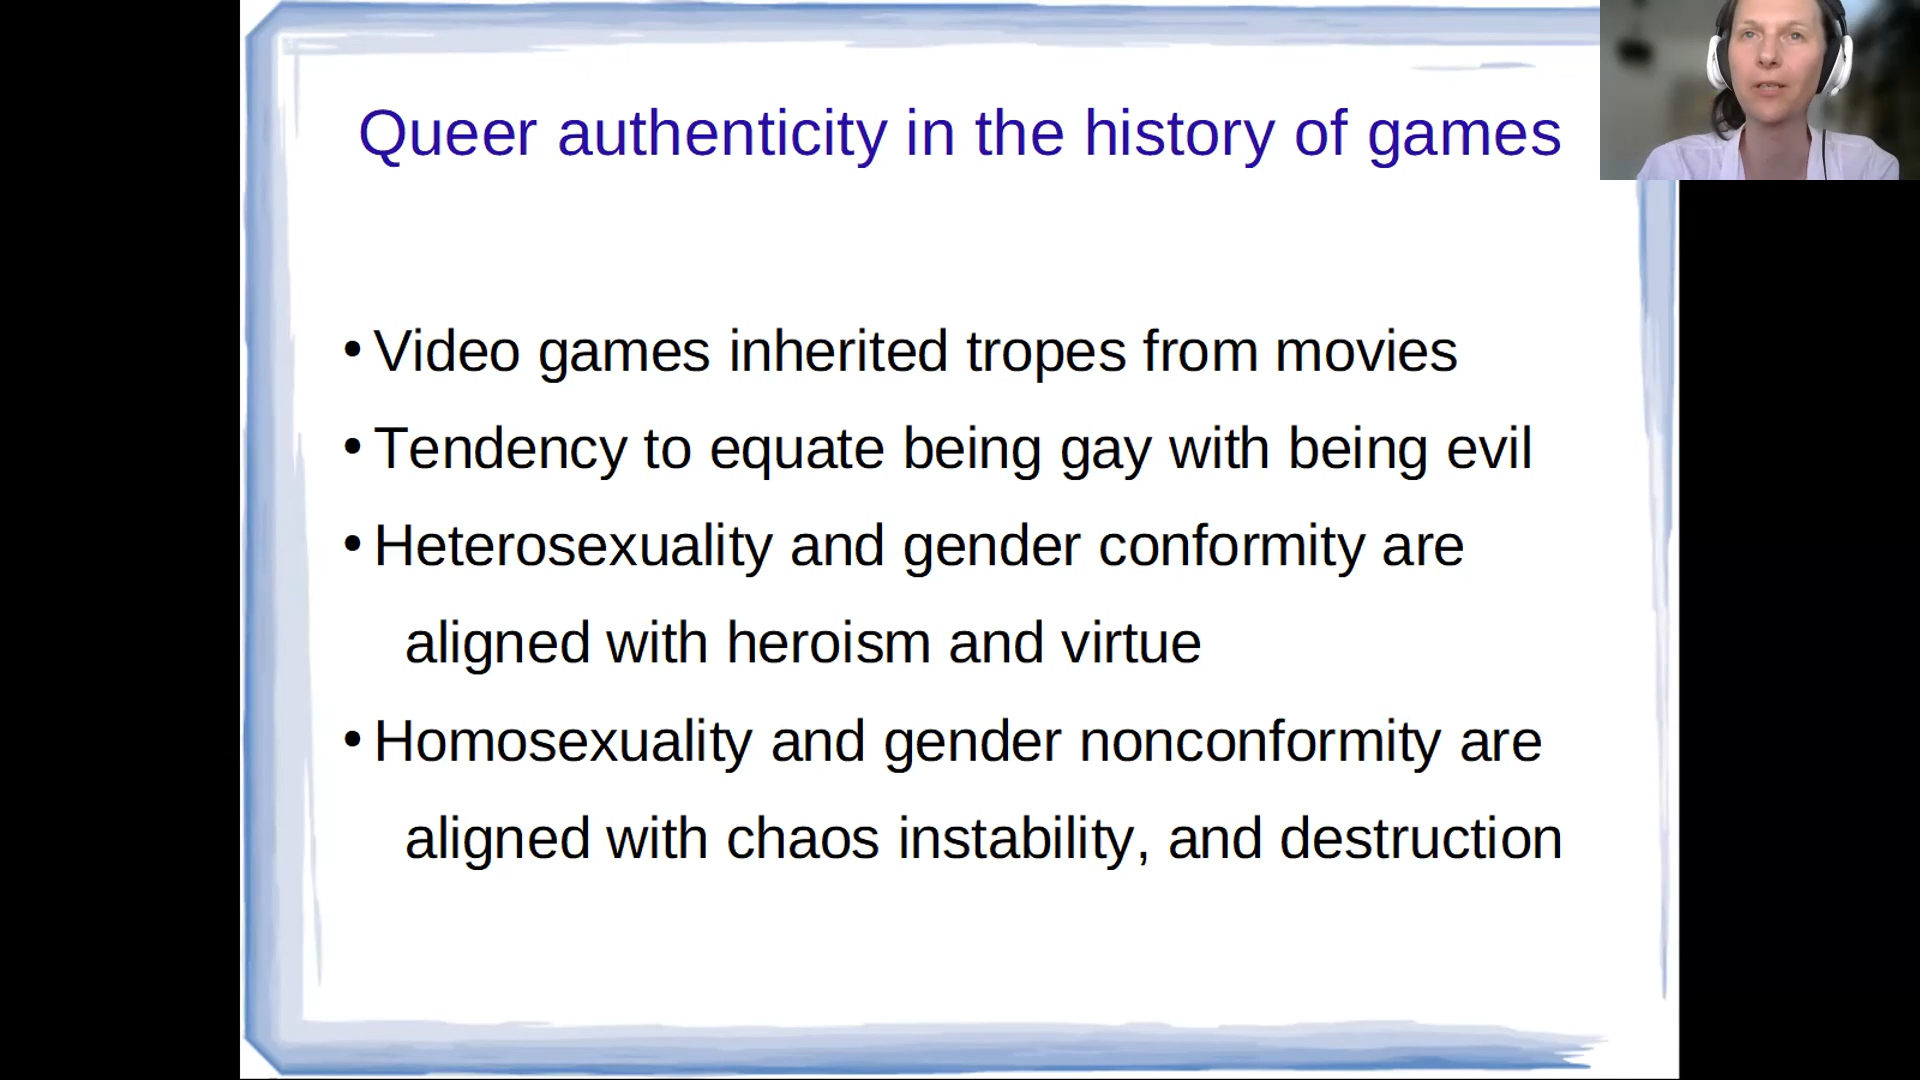 Queer authenticity in the history of games
• Video games inherited tropes from movies
• Tendency to equate being gay with being evil
• Heterosexuality and gender conformity are
aligned with heroism and virtue
• Homosexuality and gender nonconformity are
aligned with chaos instability, and destruction